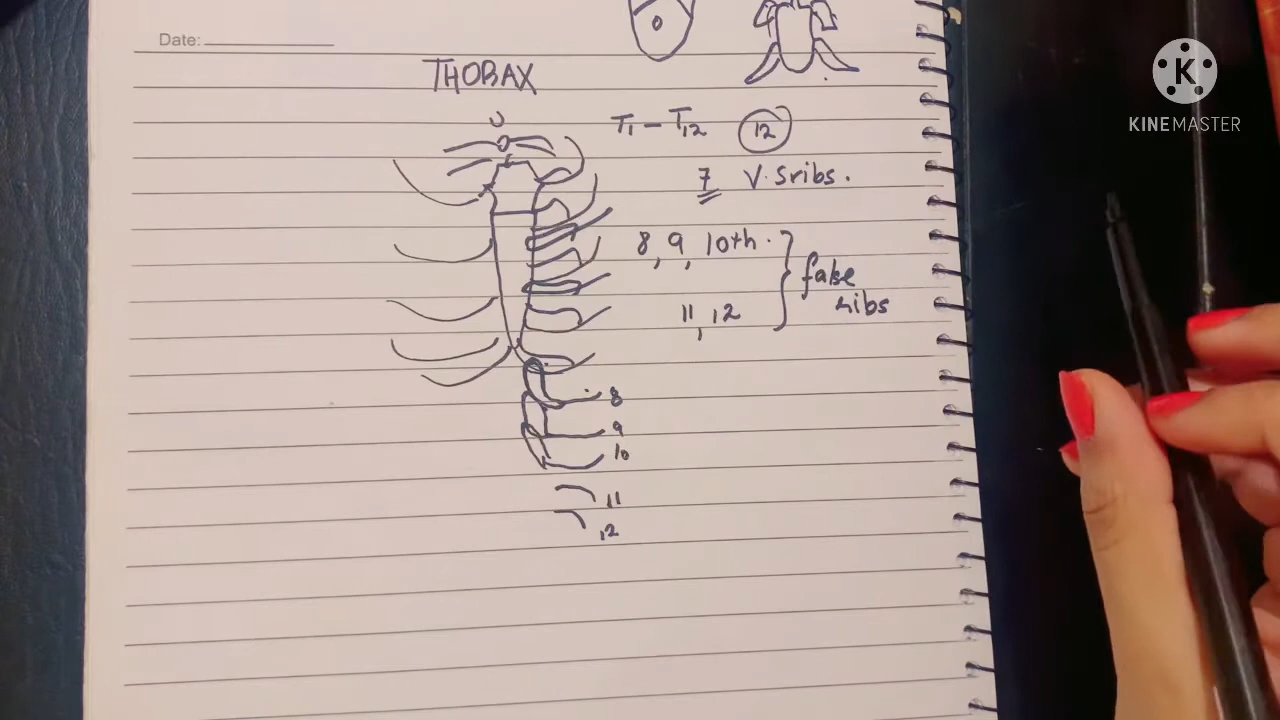 Date:
THORAX
T1 - T12 12
7 V.S ribs.
8, 9, 10th.
11, 12
false
ribs
8
9
10
11
12
K
KINEMASTER